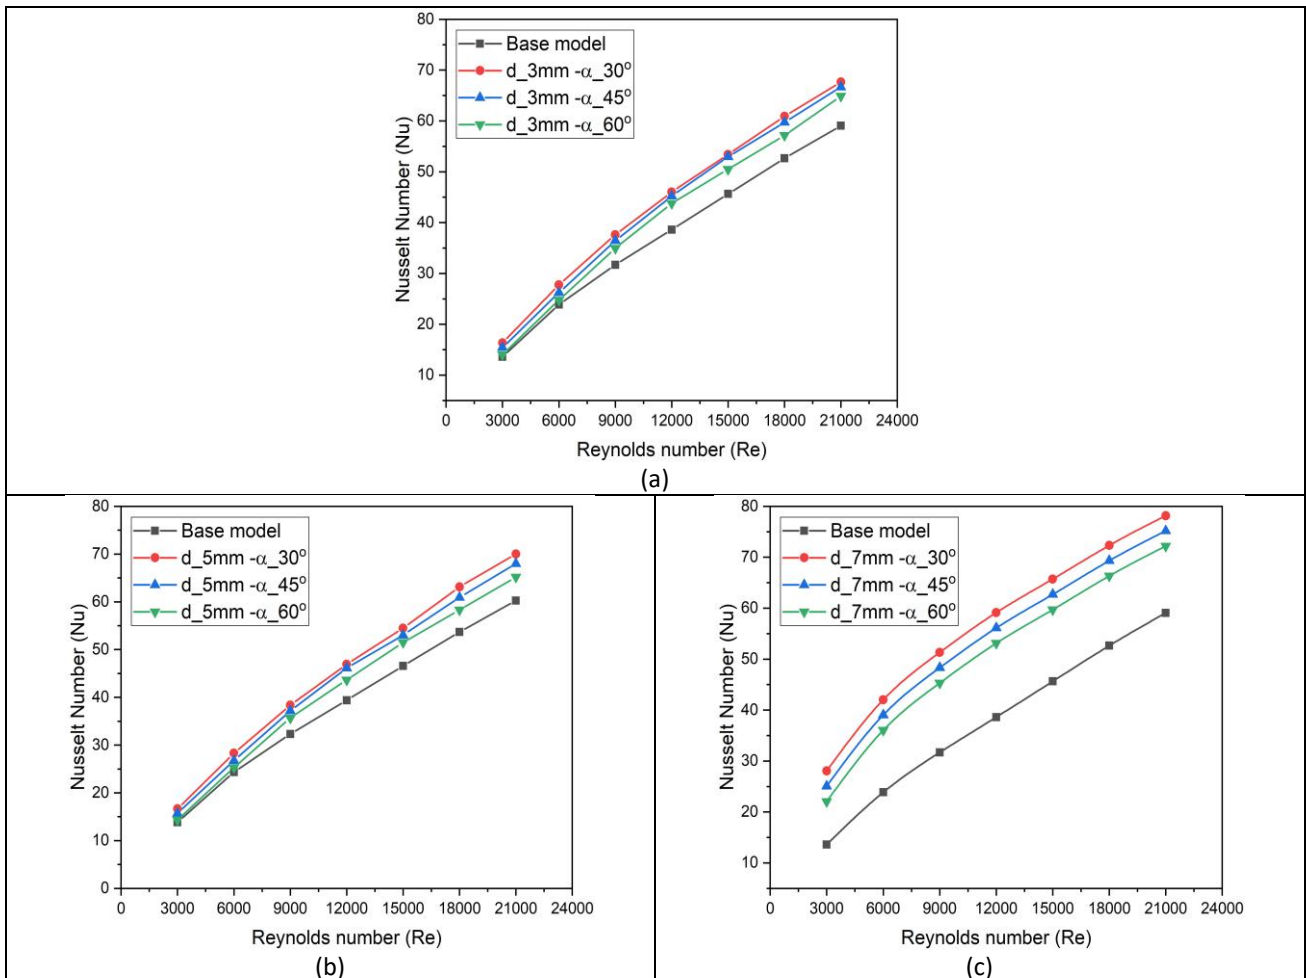 80
70
60
50
40
30
20
10
Nusselt Number (Nu)
Base model
d_3mm -α_30°
d_3mm -α_45°
d_3mm -α_60°
0 3000 6000 9000 12000 15000 18000 21000 24000
Reynolds number (Re)
(a)
80
70
60
50
40
30
20
10
0
Nusselt Number (Nu)
Base model
d_5mm -α_30°
d_5mm -α_45°
d_5mm -α_60°
0 3000 6000 9000 12000 15000 18000 21000 24000
Reynolds number (Re)
(b)
80
70
60
50
40
30
20
10
Nusselt Number (Nu)
Base model
d_7mm -α_30°
d_7mm -α_45°
d_7mm -α_60°
0 3000 6000 9000 12000 15000 18000 21000 24000
Reynolds number (Re)
(c)